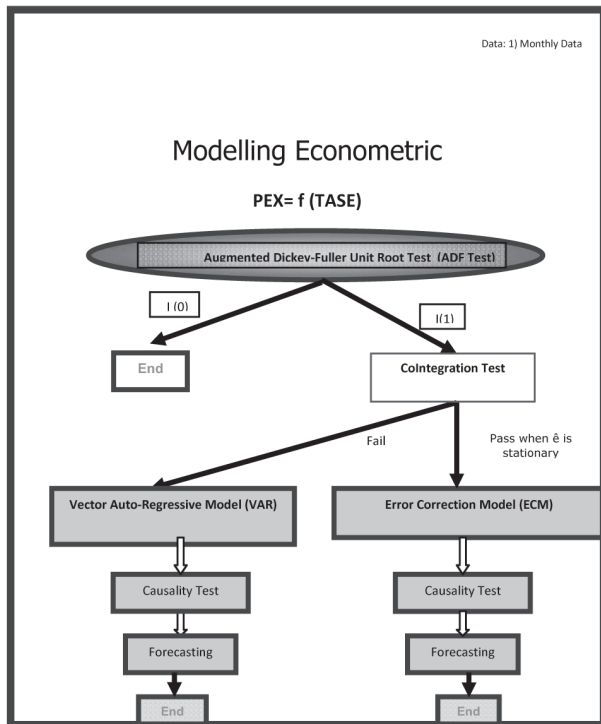 Data: 1) Monthly Data
Modelling Econometric
PEX= f (TASE)
Augmented Dickey-Fuller Unit Root Test (ADF Test)
I (0)
I(1)
End
CoIntegration Test
Fail
Pass when ê is
stationary
Vector Auto-Regressive Model (VAR)
Error Correction Model (ECM)
Causality Test
Causality Test
Forecasting
Forecasting
End
End